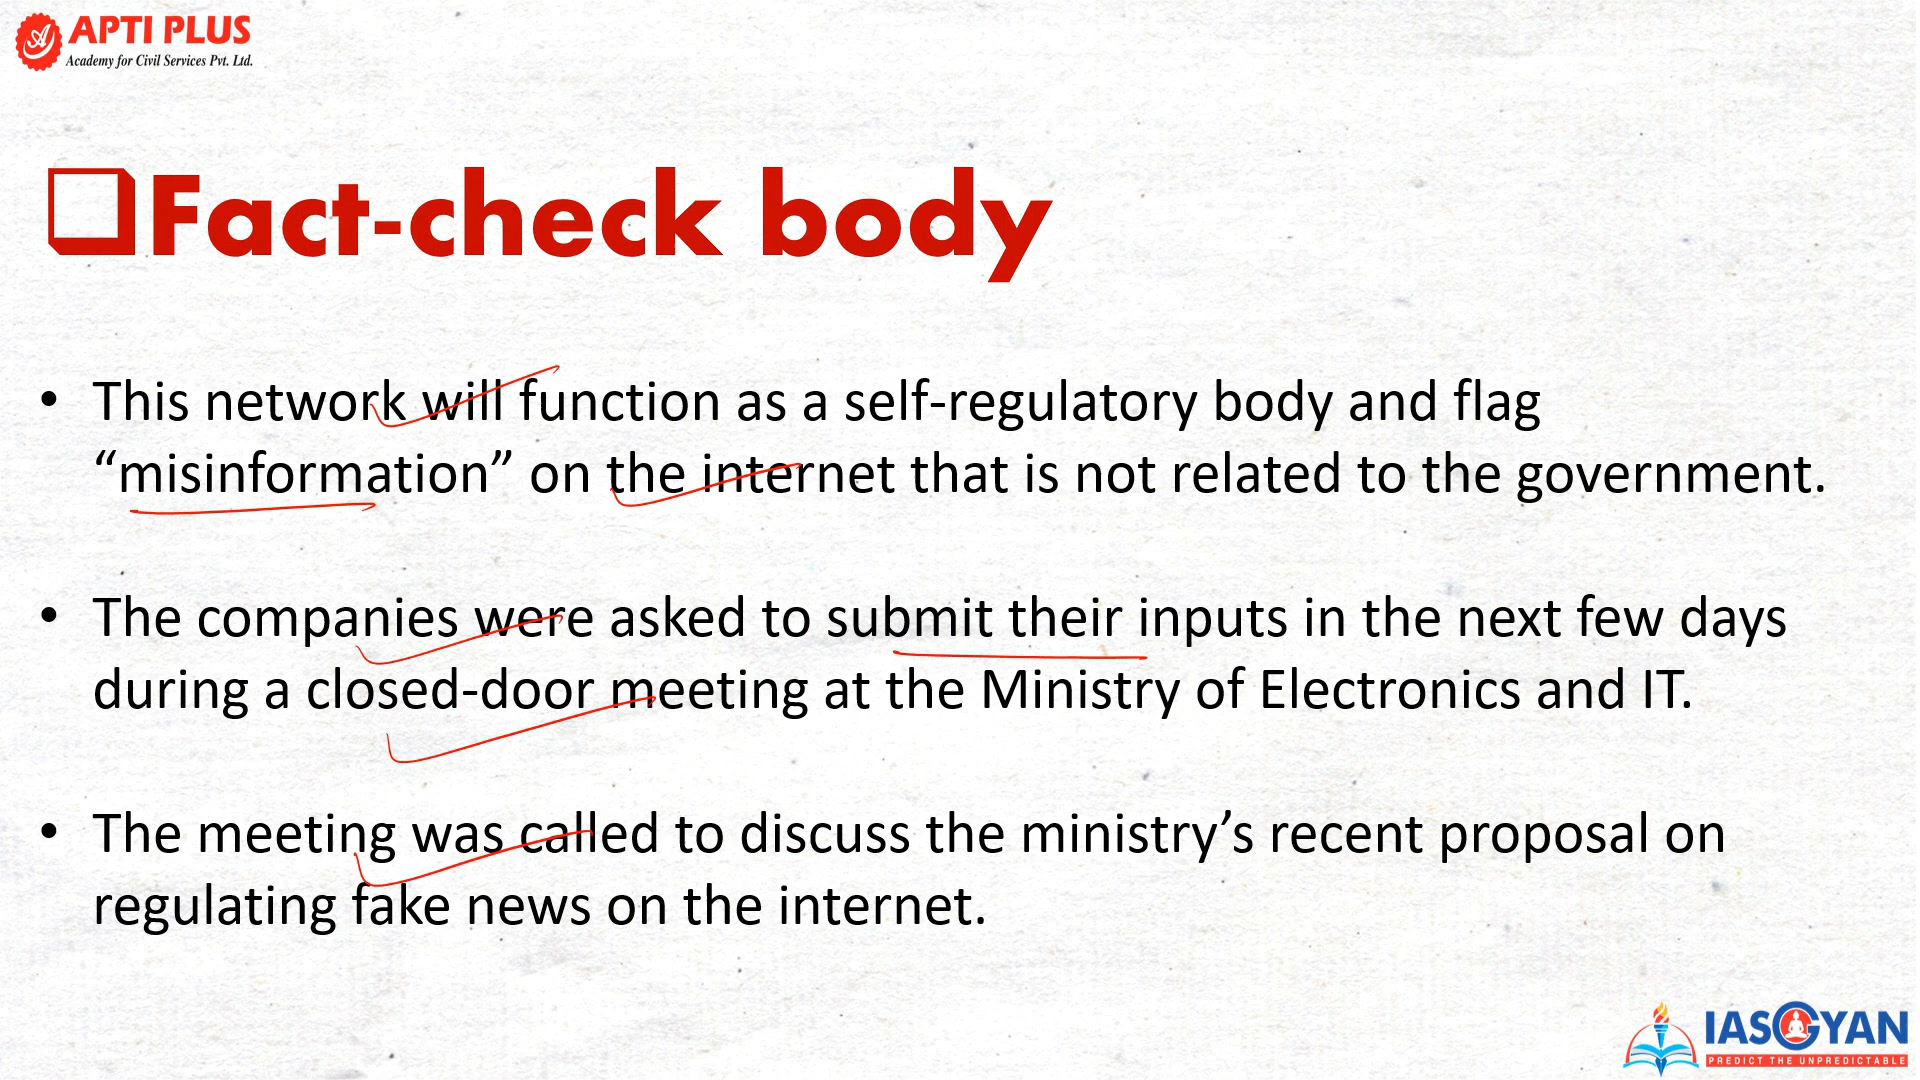 APTI PLUS
Academy for Civil Services Pvt. Ltd.
Fact-check body
• This network will function as a self-regulatory body and flag
“misinformation” on the internet that is not related to the government.
• The companies were asked to submit their inputs in the next few days
during a closed-door meeting at the Ministry of Electronics and IT.
• The meeting was called to discuss the ministry’s recent proposal on
regulating fake news on the internet.
IASGYAN
PREDICT THE UNPREDICTABLE